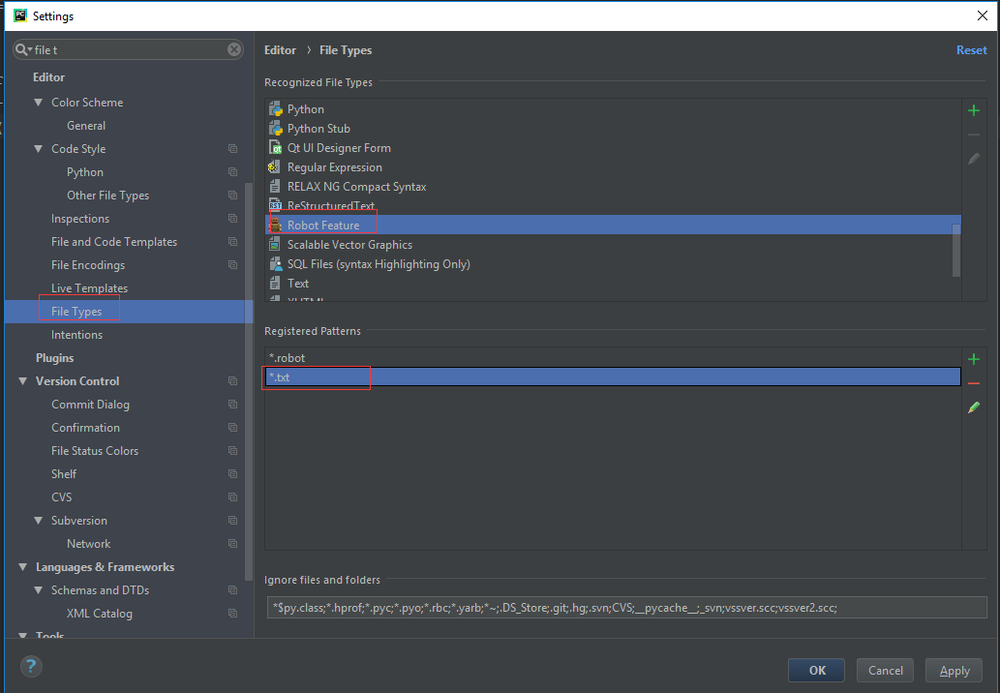 PC Settings
file t
Editor
Color Scheme
General
Code Style
Python
Other File Types
Inspections
File and Code Templates
File Encodings
Live Templates
File Types
Intentions
Plugins
Version Control
Commit Dialog
Confirmation
File Status Colors
Shelf
CVS
Subversion
Network
Languages & Frameworks
Schemas and DTDs
XML Catalog
Tools
Editor › File Types
Reset
Recognized File Types
Python
Python Stub
Qt UI Designer Form
Regular Expression
RELAX NG Compact Syntax
ReStructuredText
Robot Feature
Scalable Vector Graphics
SQL Files (syntax Highlighting Only)
Text
XHTML
Registered Patterns
*.robot
*.txt
Ignore files and folders
*$py.class;*.hprof;*.pyc;*.pyo;*.rbc;*.yarb;*~;.DS_Store;.git;.hg;.svn;CVS;__pycache__;_svn;vssver.scc;vssver2.scc;
?
OK
Cancel
Apply